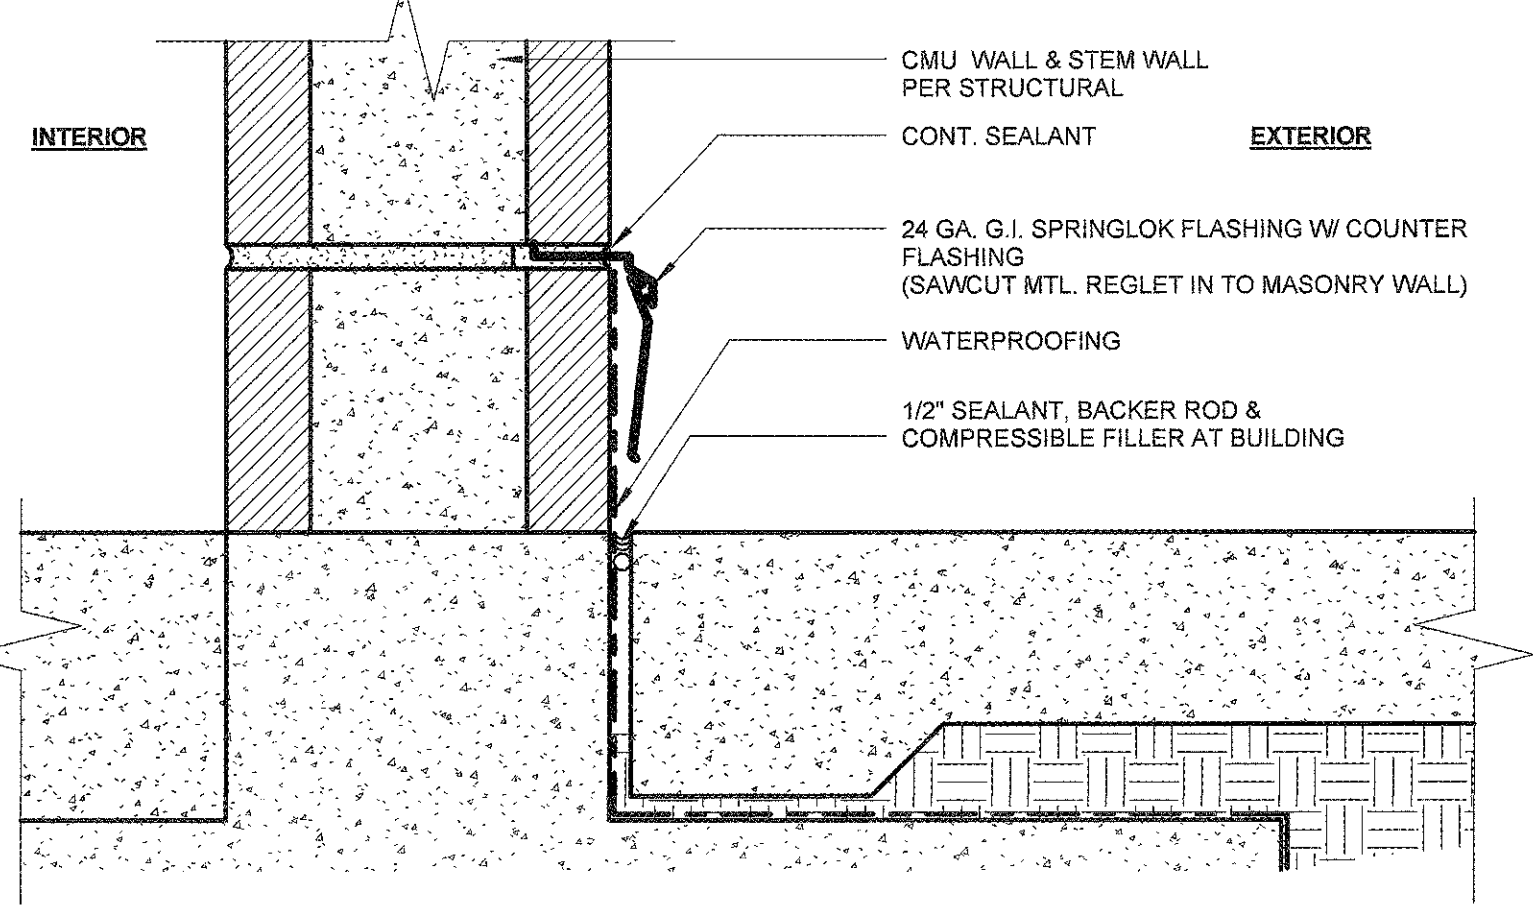 CMU WALL & STEM WALL
PER STRUCTURAL
INTERIOR
CONT. SEALANT
EXTERIOR
24 GA. G.I. SPRINGLOK FLASHING W/ COUNTER
FLASHING
(SAWCUT MTL. REGLET IN TO MASONRY WALL)
WATERPROOFING
1/2" SEALANT, BACKER ROD &
COMPRESSIBLE FILLER AT BUILDING